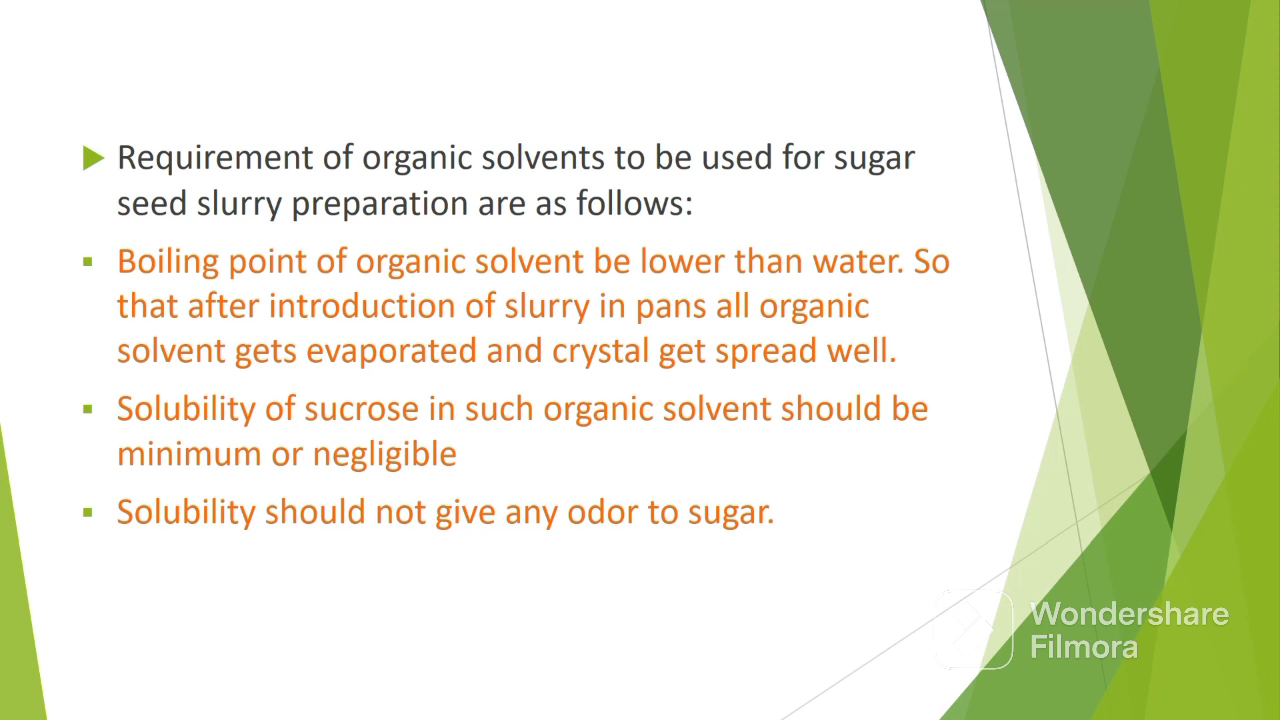 Requirement of organic solvents to be used for sugar
seed slurry preparation are as follows:
Boiling point of organic solvent be lower than water. So
that after introduction of slurry in pans all organic
solvent gets evaporated and crystal get spread well.
Solubility of sucrose in such organic solvent should be
minimum or negligible
Solubility should not give any odor to sugar.
Wondershare
Filmora